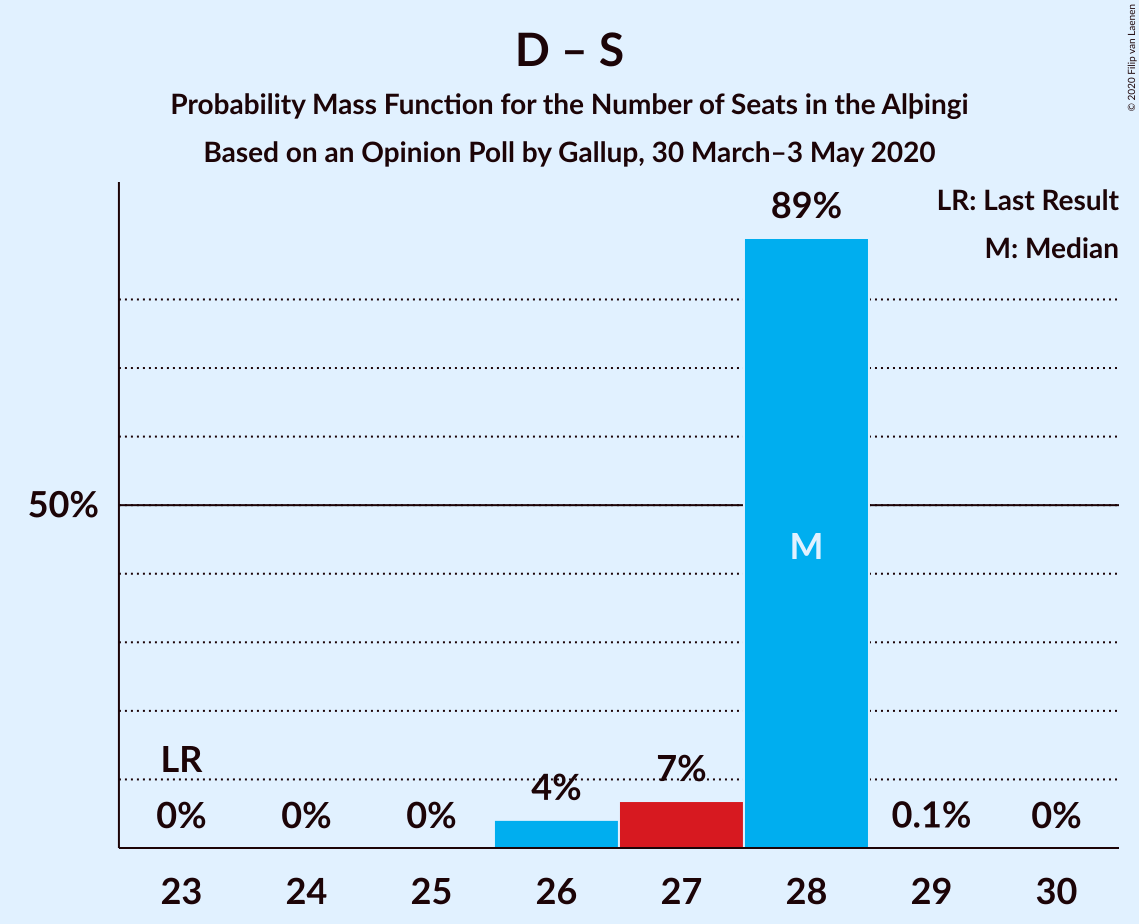 D – S
Probability Mass Function for the Number of Seats in the Alþingi
Based on an Opinion Poll by Gallup, 30 March–3 May 2020
© 2020 Filip van Laenen
LR: Last Result
M: Median
89%
50%
M
LR
7%
4%
0%
0%
0%
0.1%
0%
23
24
25
26
27
28
29
30